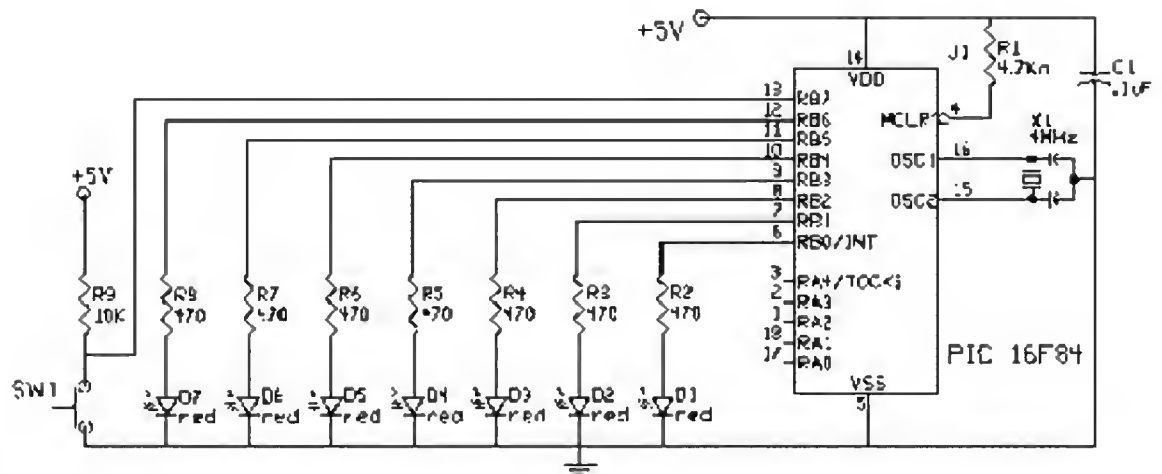 +5V
14
VDD
J1
R1
4.7K
C1
.1uF
13
RB7
12
RB6
11
RB5
10
RB4
9
RB3
8
RB2
7
RB1
6
RB0/INT
3
RA4/TOCKI
2
RA3
1
RA2
18
RA1
17
RA0
MCLR
4
OSC1
16
OSC2
15
X1
4MHz
VSS
5
PIC 16F84
+5V
R9
10K
R8
470
R7
470
R6
470
R5
470
R4
470
R3
470
R2
470
SW1
D7
red
D6
red
D5
red
D4
red
D3
red
D2
red
D1
red